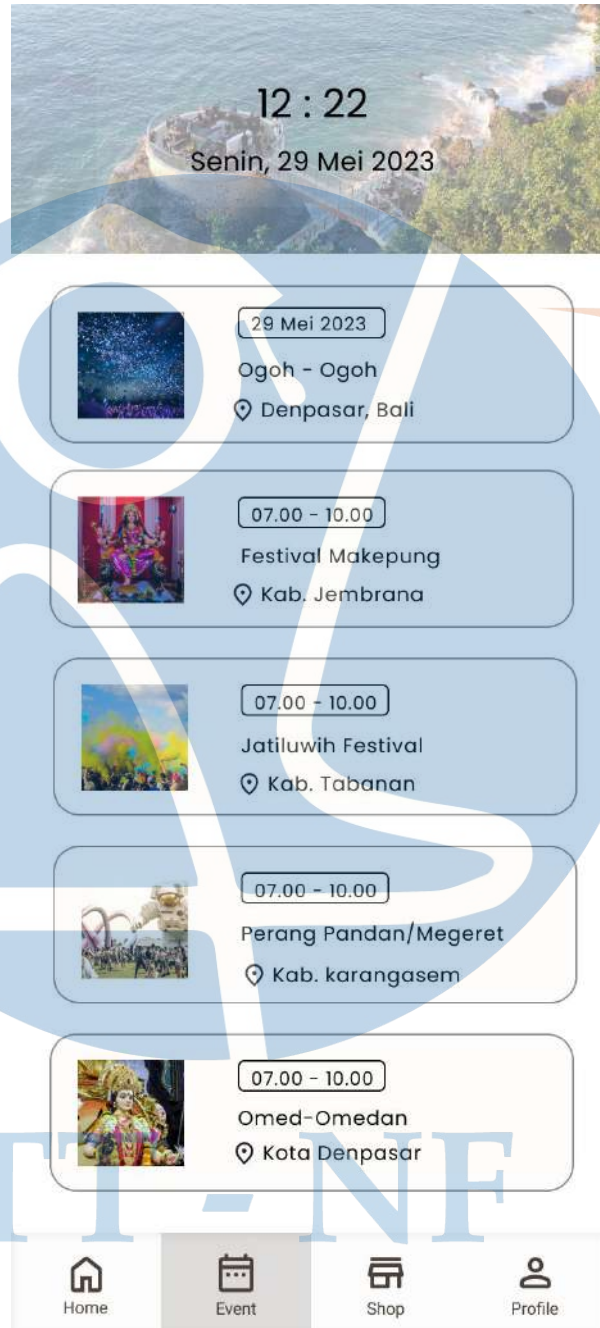 12 : 22
Senin, 29 Mei 2023
29 Mei 2023
Ogoh - Ogoh
Denpasar, Bali
07.00 - 10.00
Festival Makepung
Kab. Jembrana
07.00 - 10.00
Jatiluwih Festival
Kab. Tabanan
07.00 - 10.00
Perang Pandan/Megeret
Kab. karangasem
07.00 - 10.00
Omed-Omedan
Kota Denpasar
TT - NF
Home Event Shop Profile